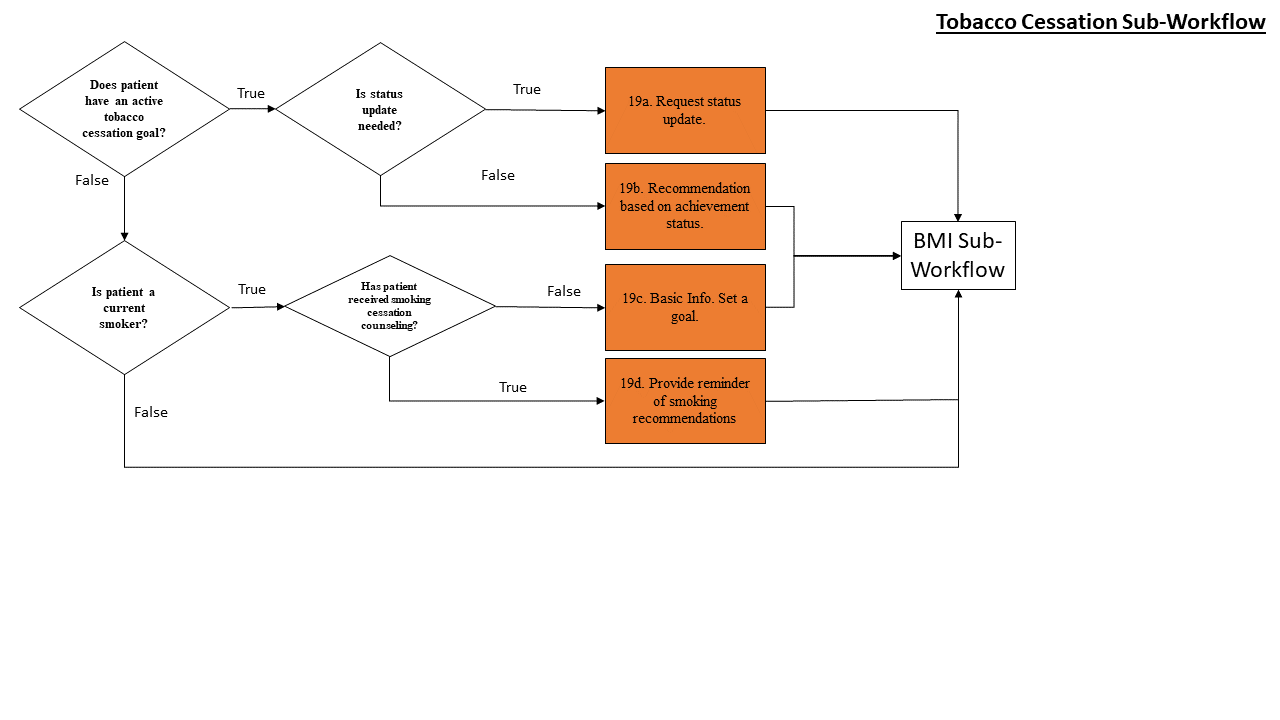 Tobacco Cessation Sub-Workflow
Does patient
have an active
tobacco
cessation goal?
True
Is status
update
needed?
True
19a. Request status
update.
False
False
19b. Recommendation
based on achievement
status.
BMI Sub-
Workflow
Is patient a
current
smoker?
True
Has patient
received smoking
cessation
counseling?
False
19c. Basic Info. Set a
goal.
True
19d. Provide reminder
of smoking
recommendations
False